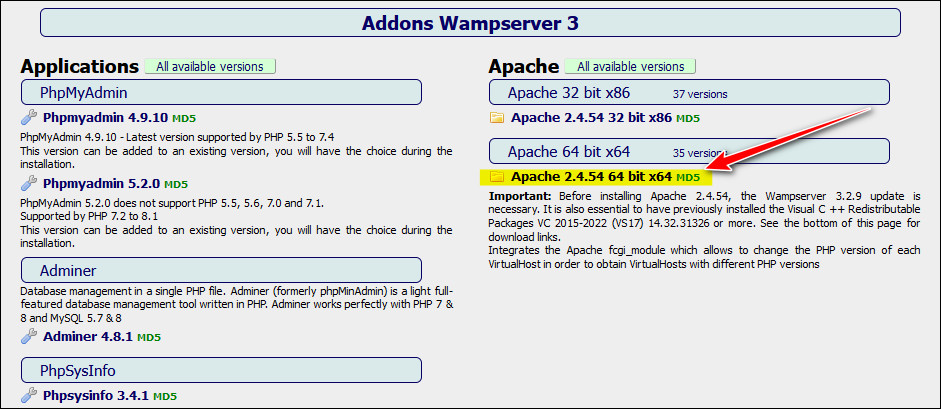 Addons Wampserver 3
Applications All available versions
PhpMyAdmin
Phpmyadmin 4.9.10 MD5
PhpMyAdmin 4.9.10 - Latest version supported by PHP 5.5 to 7.4
This version can be added to an existing version, you will have the choice during the
installation.
Phpmyadmin 5.2.0 MD5
PhpMyAdmin 5.2.0 does not support PHP 5.5, 5.6, 7.0 and 7.1.
Supported by PHP 7.2 to 8.1
This version can be added to an existing version, you will have the choice during the
installation.
Adminer
Database management in a single PHP file. Adminer (formerly phpMinAdmin) is a light full-
featured database management tool written in PHP. Adminer works perfectly with PHP 7 &
8 and MySQL 5.7 & 8
Adminer 4.8.1 MD5
PhpSysInfo
Phpsysinfo 3.4.1 MD5
Apache All available versions
Apache 32 bit x86 37 versions
Apache 2.4.54 32 bit x86 MD5
Apache 64 bit x64 35 versions
Apache 2.4.54 64 bit x64 MD5
Important: Before installing Apache 2.4.54, the Wampserver 3.2.9 update is
necessary. It is also essential to have previously installed the Visual C ++ Redistributable
Packages VC 2015-2022 (VS17) 14.32.31326 or more. See the bottom of this page for
download links.
Integrates the Apache fcgi_module which allows to change the PHP version of each
VirtualHost in order to obtain VirtualHosts with different PHP versions